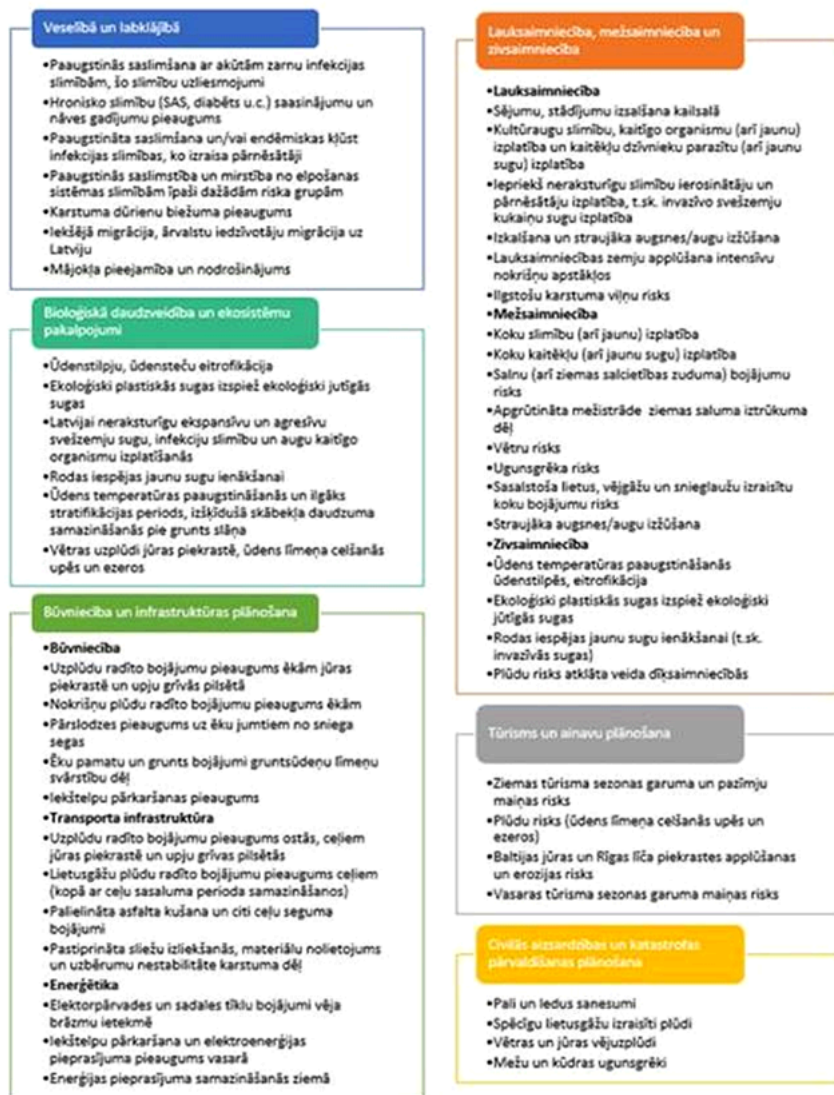 Veselībā un labklājībā
•Paaugstinās saslimšana ar akūtām zarnu infekcijas
slimībām, šo slimību uzliesmojumi
•Hronisko slimību (SAS, diabēts u.c.) saasinājumu un
nāves gadījumu pieaugums
•Paaugstināta saslimšana un/vai endēmiskas kļūst
infekcijas slimības, ko izraisa pārnēsātāji
•Paaugstinās saslimstība un mirstība no elpošanas
sistēmas slimībām īpaši dažādām riska grupām
•Karstuma dūrienu biežuma pieaugums
•Iekšējā migrācija, ārvalstu iedzīvotāju migrācija uz
Latviju
•Mājokļa pieejamība un nodrošinājums
Bioloģiskā daudzveidība un ekosistēmu
pakalpojumi
•Ūdenstilpju, ūdensteču eitrofikācija
•Ekoloģiski plastiskās sugas izspiež ekoloģiski jutīgās
sugas
•Latvijai neraksturīgu ekspansīvu un agresīvu
svešzemju sugu, infekciju slimību un augu kaitīgo
organismu izplatīšanās
•Rodas iespējas jaunu sugu ienākšanai
•Ūdens temperatūras paaugstināšanās un ilgāks
stratifikācijas periods, izšķīdušā skābekļa daudzuma
samazināšanās pie grunts slāņa
•Vētras uzplūdi jūras piekrastē, ūdens līmeņa celšanās
upēs un ezeros
Būvniecība un infrastruktūras plānošana
•Būvniecība
•Uzplūdu radīto bojājumu pieaugums ēkām jūras
piekrastē un upju grīvās pilsētā
•Nokrišņu plūdu radīto bojājumu pieaugums ēkām
•Pārslodzes pieaugums uz ēku jumtiem no sniega
segas
•Ēku pamatu un grunts bojājumi gruntsūdeņu līmeņu
svārstību dēļ
•Iekštelpu pārkaršanas pieaugums
•Transporta infrastruktūra
•Uzplūdu radīto bojājumu pieaugums ostās, ceļiem
jūras piekrastē un upju grīvas pilsētās
•Lietusgāžu plūdu radīto bojājumu pieaugums ceļiem
(kopā ar ceļu sasaluma perioda samazināšanos)
•Palielināta asfalta kušana un citi ceļu seguma
bojājumi
•Pastiprināta sliežu izliekšanās, materiālu nolietojums
un uzbērumu nestabilitāte karstuma dēļ
•Enerģētika
•Elektorpārvades un sadales tīklu bojājumi vēja
brāzmu ietekmē
•Iekštelpu pārkaršana un elektroenerģijas
pieprasījuma pieaugums vasarā
•Enerģijas pieprasījuma samazināšanās ziemā
Lauksaimniecība, mežsaimniecība un
zivsaimniecība
•Lauksaimniecība
•Sējumu, stādījumu izsalšana kailsalā
•Kultūraugu slimību, kaitīgo organismu (arī jaunu)
izplatība un kaitēkļu dzīvnieku parazītu (arī jaunu
sugu) izplatība
•Iepriekš neraksturīgu slimību ierosinātāju un
pārnēsātāju izplatība, t.sk. invazīvo svešzemju
kukaiņu sugu izplatība
•Izkalšana un straujāka augsnes/augu izžūšana
•Lauksaimniecības zemju applūšana intensīvu
nokrišņu apstākļos
•Ilgstošu karstuma viļņu risks
•Mežsaimniecība
•Koku slimību (arī jaunu) izplatība
•Koku kaitēkļu (arī jaunu sugu) izplatība
•Salnu (arī ziemas salcietības zuduma) bojājumu
risks
•Apgrūtināta mežistrāde ziemas saluma iztrūkuma
dēļ
•Vētru risks
•Ugunsgrēka risks
•Sasalstoša lietus, vējgāžu un snieglaužu izraisītu
koku bojājumu risks
•Straujāka augsnes/augu izžūšana
•Zivsaimniecība
•Ūdens temperatūras paaugstināšanās
ūdenstilpēs, eitrofikācija
•Ekoloģiski plastiskās sugas izspiež ekoloģiski
jūtīgās sugas
•Rodas iespējas jaunu sugu ienākšanai (t.sk.
invazīvās sugas)
•Plūdu risks atklāta veida dīķsaimniecībās
Tūrisms un ainavu plānošana
•Ziemas tūrisma sezonas garuma un pazīmju
maiņas risks
•Plūdu risks (ūdens līmeņa celšanās upēs un
ezeros)
•Baltijas jūras un Rīgas līča piekrastes applūšanas
un erozijas risks
•Vasaras tūrisma sezonas garuma maiņas risks
Civilās aizsardzības un katastrofas
pārvaldīšanas plānošana
•Pali un ledus sanesumi
•Spēcīgu lietusgāžu izraisīti plūdi
•Vētras un jūras vējuzplūdi
•Mežu un kūdras ugunsgrēki